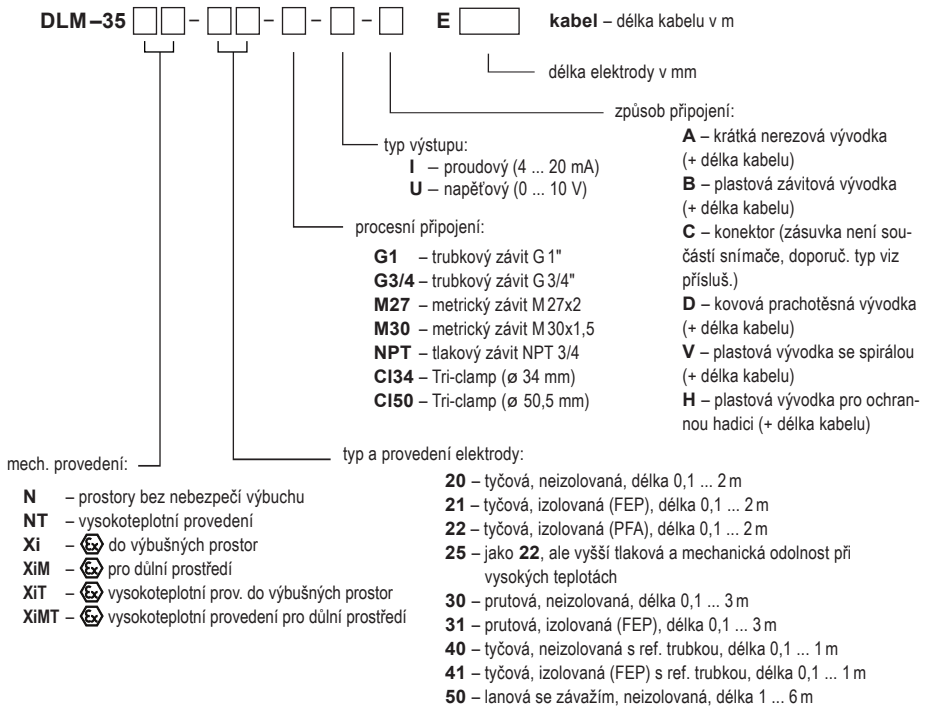 DLM–35 – – – – E kabel – délka kabelu v m
délka elektrody v mm
způsob připojení:
A – krátká nerezová vývodka
(+ délka kabelu)
B – plastová závitová vývodka
(+ délka kabelu)
C – konektor (zásuvka není sou-
částí snímače, doporuč. typ viz
přísluš.)
D – kovová prachotěsná vývodka
(+ délka kabelu)
V – plastová vývodka se spirálou
(+ délka kabelu)
H – plastová vývodka pro ochran-
nou hadici (+ délka kabelu)
typ výstupu:
I – proudový (4 ... 20 mA)
U – napěťový (0 ... 10 V)
procesní připojení:
G1 – trubkový závit G 1"
G3/4 – trubkový závit G 3/4"
M27 – metrický závit M 27x2
M30 – metrický závit M 30x1,5
NPT – tlakový závit NPT 3/4
Cl34 – Tri-clamp (ø 34 mm)
Cl50 – Tri-clamp (ø 50,5 mm)
typ a provedení elektrody:
20 – tyčová, neizolovaná, délka 0,1 ... 2 m
21 – tyčová, izolovaná (FEP), délka 0,1 ... 2 m
22 – tyčová, izolovaná (PFA), délka 0,1 ... 2 m
25 – jako 22, ale vyšší tlaková a mechanická odolnost při
vysokých teplotách
30 – prutová, neizolovaná, délka 0,1 ... 3 m
31 – prutová, izolovaná (FEP), délka 0,1 ... 3 m
40 – tyčová, neizolovaná s ref. trubkou, délka 0,1 ... 1 m
41 – tyčová, izolovaná (FEP) s ref. trubkou, délka 0,1 ... 1 m
50 – lanová se závažím, neizolovaná, délka 1 ... 6 m
mech. provedení:
N – prostory bez nebezpečí výbuchu
NT – vysokoteplotní provedení
Xi – Ex do výbušných prostor
XiM – Ex pro důlní prostředí
XiT – Ex vysokoteplotní prov. do výbušných prostor
XiMT – Ex vysokoteplotní provedení pro důlní prostředí